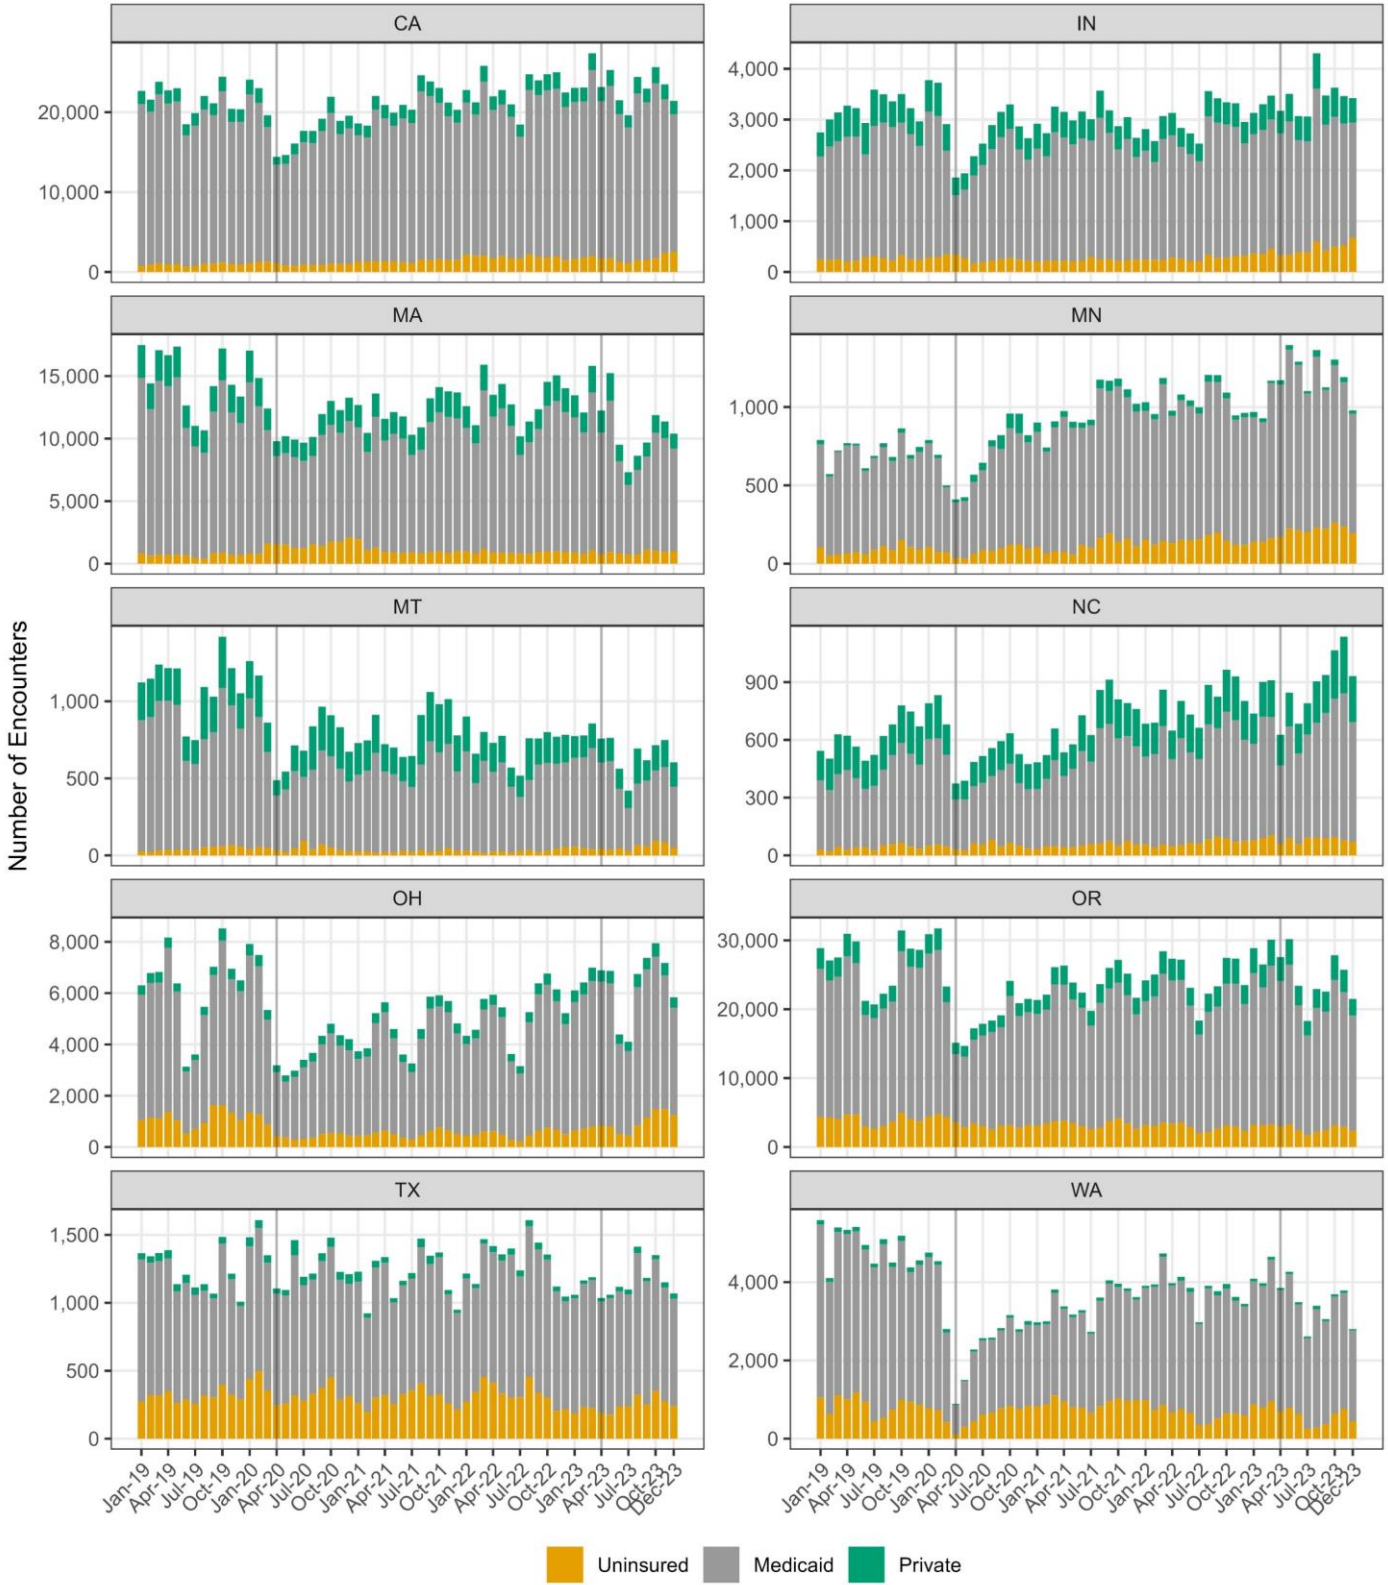 CA
IN
20,000
10,000
0
4,000
3,000
2,000
1,000
0
MA
MN
15,000
10,000
5,000
0
1,000
500
0
MT
NC
1,000
500
0
900
600
300
0
Number of Encounters
OH
OR
8,000
6,000
4,000
2,000
0
30,000
20,000
10,000
0
TX
WA
1,500
1,000
500
0
4,000
2,000
0
Jan-19 Apr-19 Jul-19 Oct-19 Jan-20 Apr-20 Jul-20 Oct-20 Jan-21 Apr-21 Jul-21 Oct-21 Jan-22 Apr-22 Jul-22 Oct-22 Jan-23 Apr-23 Jul-23 Oct-23 Dec-23
Jan-19 Apr-19 Jul-19 Oct-19 Jan-20 Apr-20 Jul-20 Oct-20 Jan-21 Apr-21 Jul-21 Oct-21 Jan-22 Apr-22 Jul-22 Oct-22 Jan-23 Apr-23 Jul-23 Oct-23 Dec-23
Uninsured Medicaid Private